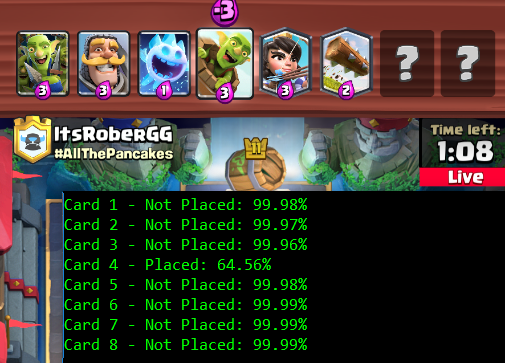 -3
3
3
1
3
3
2
?
?
ItsRoberGG
#AllThePancakes
1
Time left:
1:08
Live
Card 1 - Not Placed: 99.98%
Card 2 - Not Placed: 99.97%
Card 3 - Not Placed: 99.96%
Card 4 - Placed: 64.56%
Card 5 - Not Placed: 99.98%
Card 6 - Not Placed: 99.99%
Card 7 - Not Placed: 99.99%
Card 8 - Not Placed: 99.99%